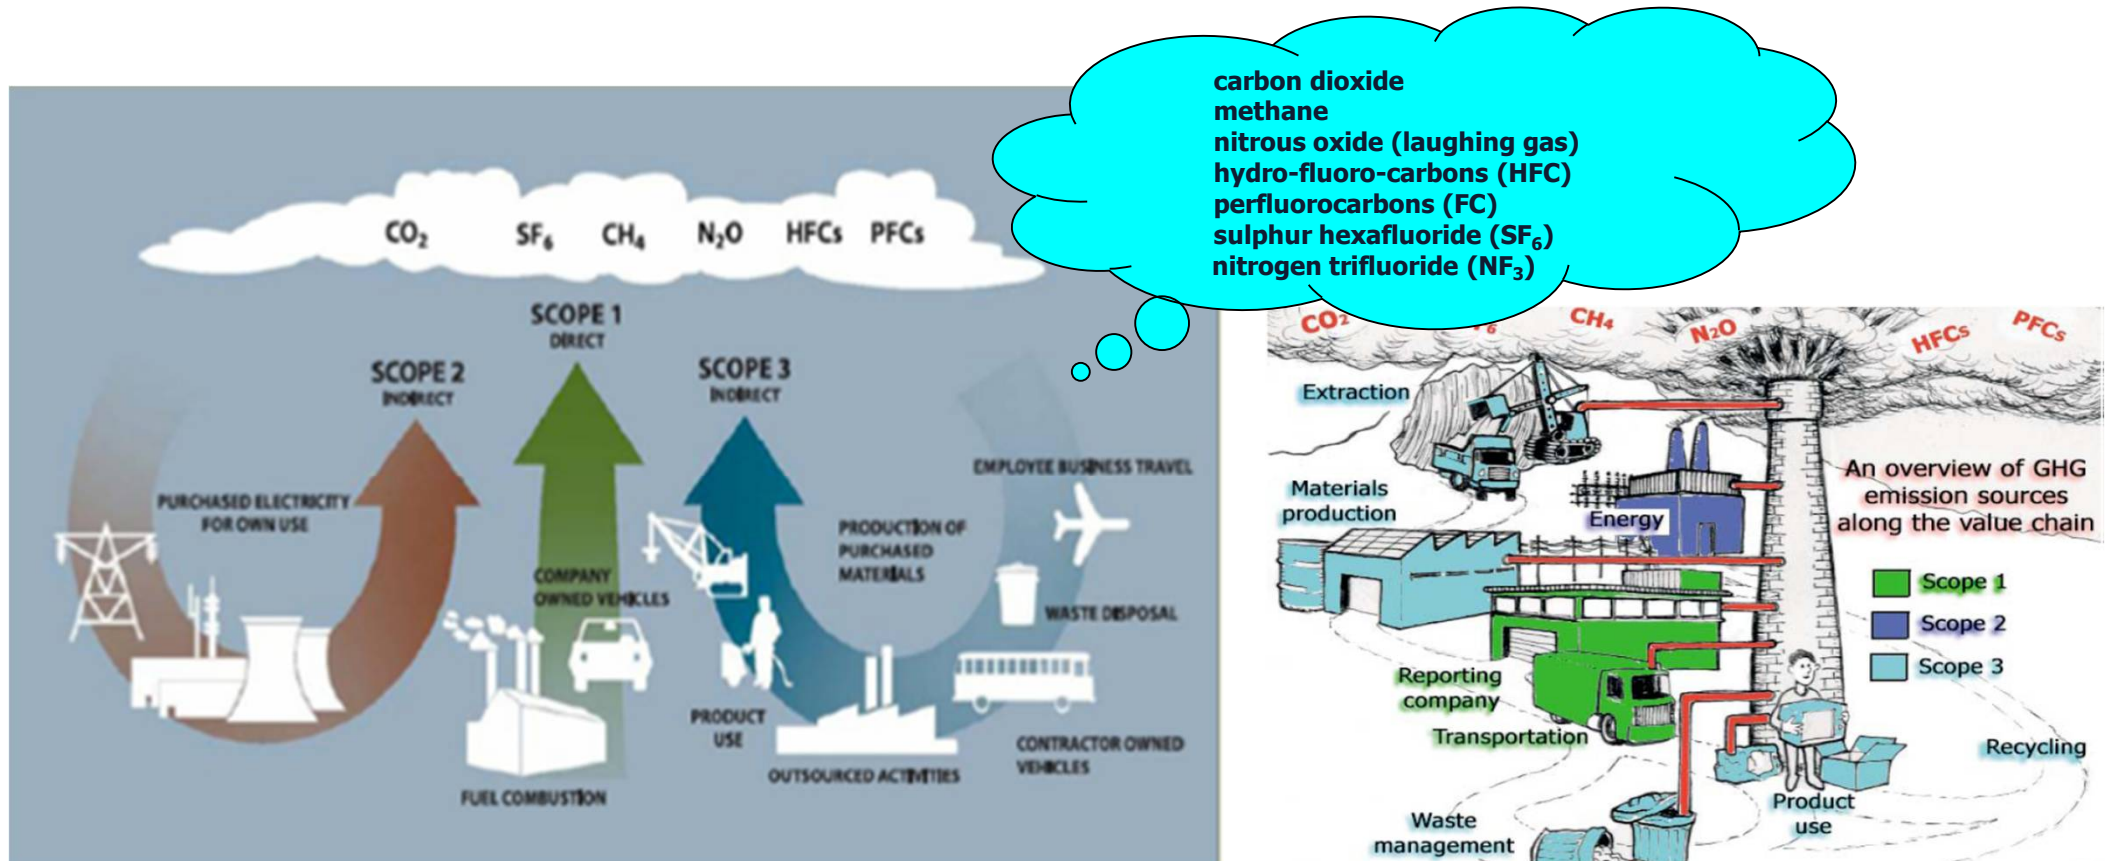 carbon dioxide
methane
nitrous oxide (laughing gas)
hydro-fluoro-carbons (HFC)
perfluorocarbons (FC)
sulphur hexafluoride (SF₆)
nitrogen trifluoride (NF₃)
CO₂ SF₆ CH₄ N₂O HFCs PFCs
SCOPE 1
DIRECT
SCOPE 2
INDIRECT
SCOPE 3
INDIRECT
PURCHASED ELECTRICITY
FOR OWN USE
COMPANY
OWNED VEHICLES
FUEL COMBUSTION
EMPLOYEE BUSINESS TRAVEL
PRODUCTION OF
PURCHASED
MATERIALS
WASTE DISPOSAL
PRODUCT
USE
OUTSOURCED ACTIVITIES
CONTRACTOR OWNED
VEHICLES
CO₂ 6 CH₄ N₂O HFCs PFCs
Extraction
Materials
production
Energy
An overview of GHG
emission sources
along the value chain
Scope 1
Scope 2
Scope 3
Reporting
company
Transportation
Recycling
Product
use
Waste
management